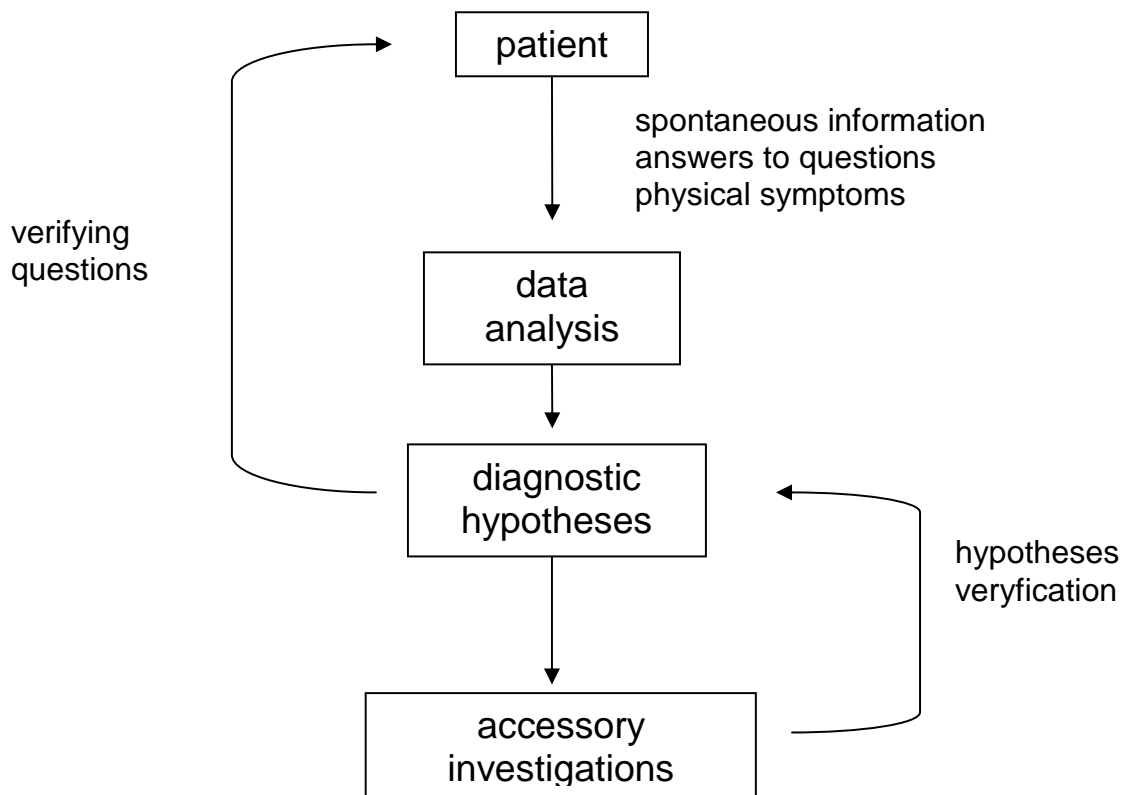 patient
spontaneous information
answers to questions
physical symptoms
verifying
questions
data
analysis
diagnostic
hypotheses
hypotheses
veryfication
accessory
investigations